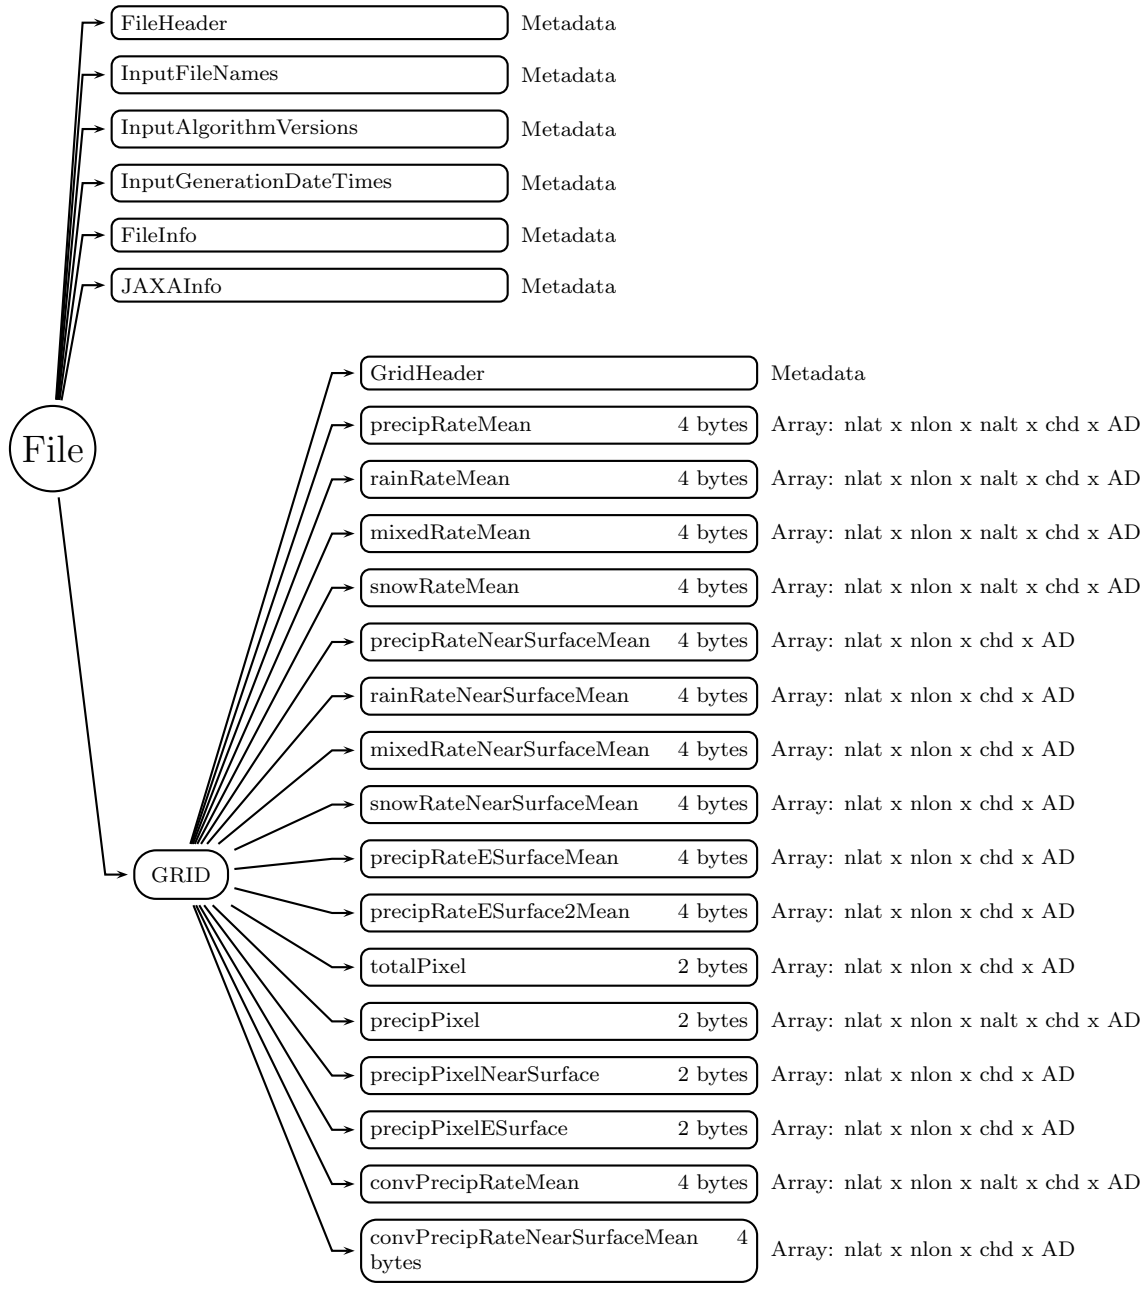 FileHeader Metadata
InputFileNames Metadata
InputAlgorithmVersions Metadata
InputGenerationDateTimes Metadata
FileInfo Metadata
JAXAInfo Metadata
File
GridHeader Metadata
precipRateMean 4 bytes Array: nlat x nlon x nalt x chd x AD
rainRateMean 4 bytes Array: nlat x nlon x nalt x chd x AD
mixedRateMean 4 bytes Array: nlat x nlon x nalt x chd x AD
snowRateMean 4 bytes Array: nlat x nlon x nalt x chd x AD
precipRateNearSurfaceMean 4 bytes Array: nlat x nlon x chd x AD
rainRateNearSurfaceMean 4 bytes Array: nlat x nlon x chd x AD
mixedRateNearSurfaceMean 4 bytes Array: nlat x nlon x chd x AD
snowRateNearSurfaceMean 4 bytes Array: nlat x nlon x chd x AD
precipRateESurfaceMean 4 bytes Array: nlat x nlon x chd x AD
GRID
precipRateESurface2Mean 4 bytes Array: nlat x nlon x chd x AD
totalPixel 2 bytes Array: nlat x nlon x chd x AD
precipPixel 2 bytes Array: nlat x nlon x nalt x chd x AD
precipPixelNearSurface 2 bytes Array: nlat x nlon x chd x AD
precipPixelESurface 2 bytes Array: nlat x nlon x chd x AD
convPrecipRateMean 4 bytes Array: nlat x nlon x nalt x chd x AD
convPrecipRateNearSurfaceMean 4
bytes
Array: nlat x nlon x chd x AD